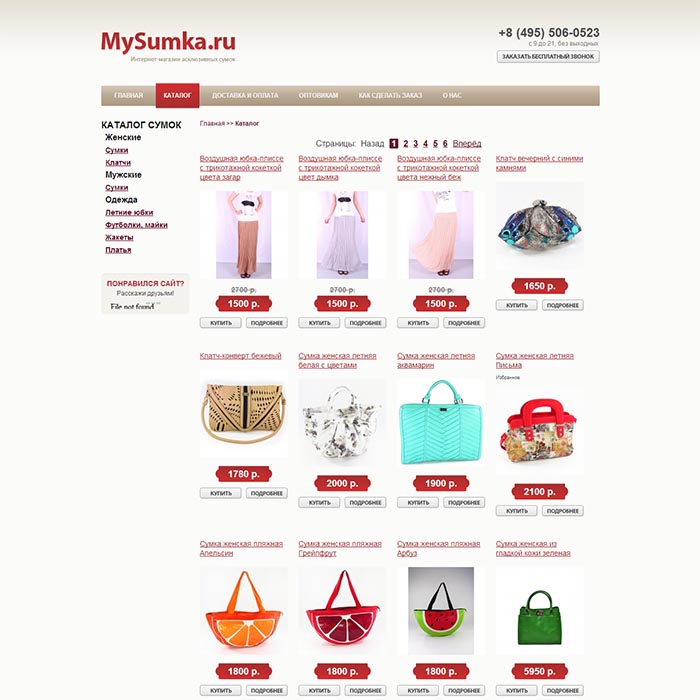 MySumka.ru
Интернет-магазин асклюзивных сумок
+8 (495) 506-0523
с 9 до 21, без выходных
ЗАКАЗАТЬ БЕСПЛАТНЫЙ ЗВОНОК
ГЛАВНАЯ КАТАЛОГ ДОСТАВКА И ОПЛАТА ОПТОВИКАМ КАК СДЕЛАТЬ ЗАКАЗ О НАС
КАТАЛОГ СУМОК
Женские
Сумки
Клатчи
Мужские
Сумки
Одежда
Летние юбки
Футболки, майки
Жакеты
Платья
ПОНРАВИЛСЯ САЙТ?
Расскажи друзьям!
File not found
Главная >> Каталог
Страницы: Назад 1 2 3 4 5 6 Вперёд
Воздушная юбка-плиссе
с трикотажной кокеткой
цвета загар
2700 р.
1500 р.
КУПИТЬ ПОДРОБНЕЕ
Воздушная юбка-плиссе
с трикотажной кокеткой
цвет дымка
2700 р.
1500 р.
КУПИТЬ ПОДРОБНЕЕ
Воздушная юбка-плиссе
с трикотажной кокеткой
цвета нежный беж
2700 р.
1500 р.
КУПИТЬ ПОДРОБНЕЕ
Клатч вечерний с синими
камнями
1650 р.
КУПИТЬ ПОДРОБНЕЕ
Клатч-конверт бежевый
1780 р.
КУПИТЬ ПОДРОБНЕЕ
Сумка женская летняя
белая с цветами
2000 р.
КУПИТЬ ПОДРОБНЕЕ
Сумка женская летняя
аквамарин
1900 р.
КУПИТЬ ПОДРОБНЕЕ
Сумка женская летняя
Письма
Избранное
2100 р.
КУПИТЬ ПОДРОБНЕЕ
Сумка женская пляжная
Апельсин
1800 р.
КУПИТЬ ПОДРОБНЕЕ
Сумка женская пляжная
Грейпфрут
1800 р.
КУПИТЬ ПОДРОБНЕЕ
Сумка женская пляжная
Арбуз
1800 р.
КУПИТЬ ПОДРОБНЕЕ
Сумка женская из
гладкой кожи зеленая
5950 р.
КУПИТЬ ПОДРОБНЕЕ